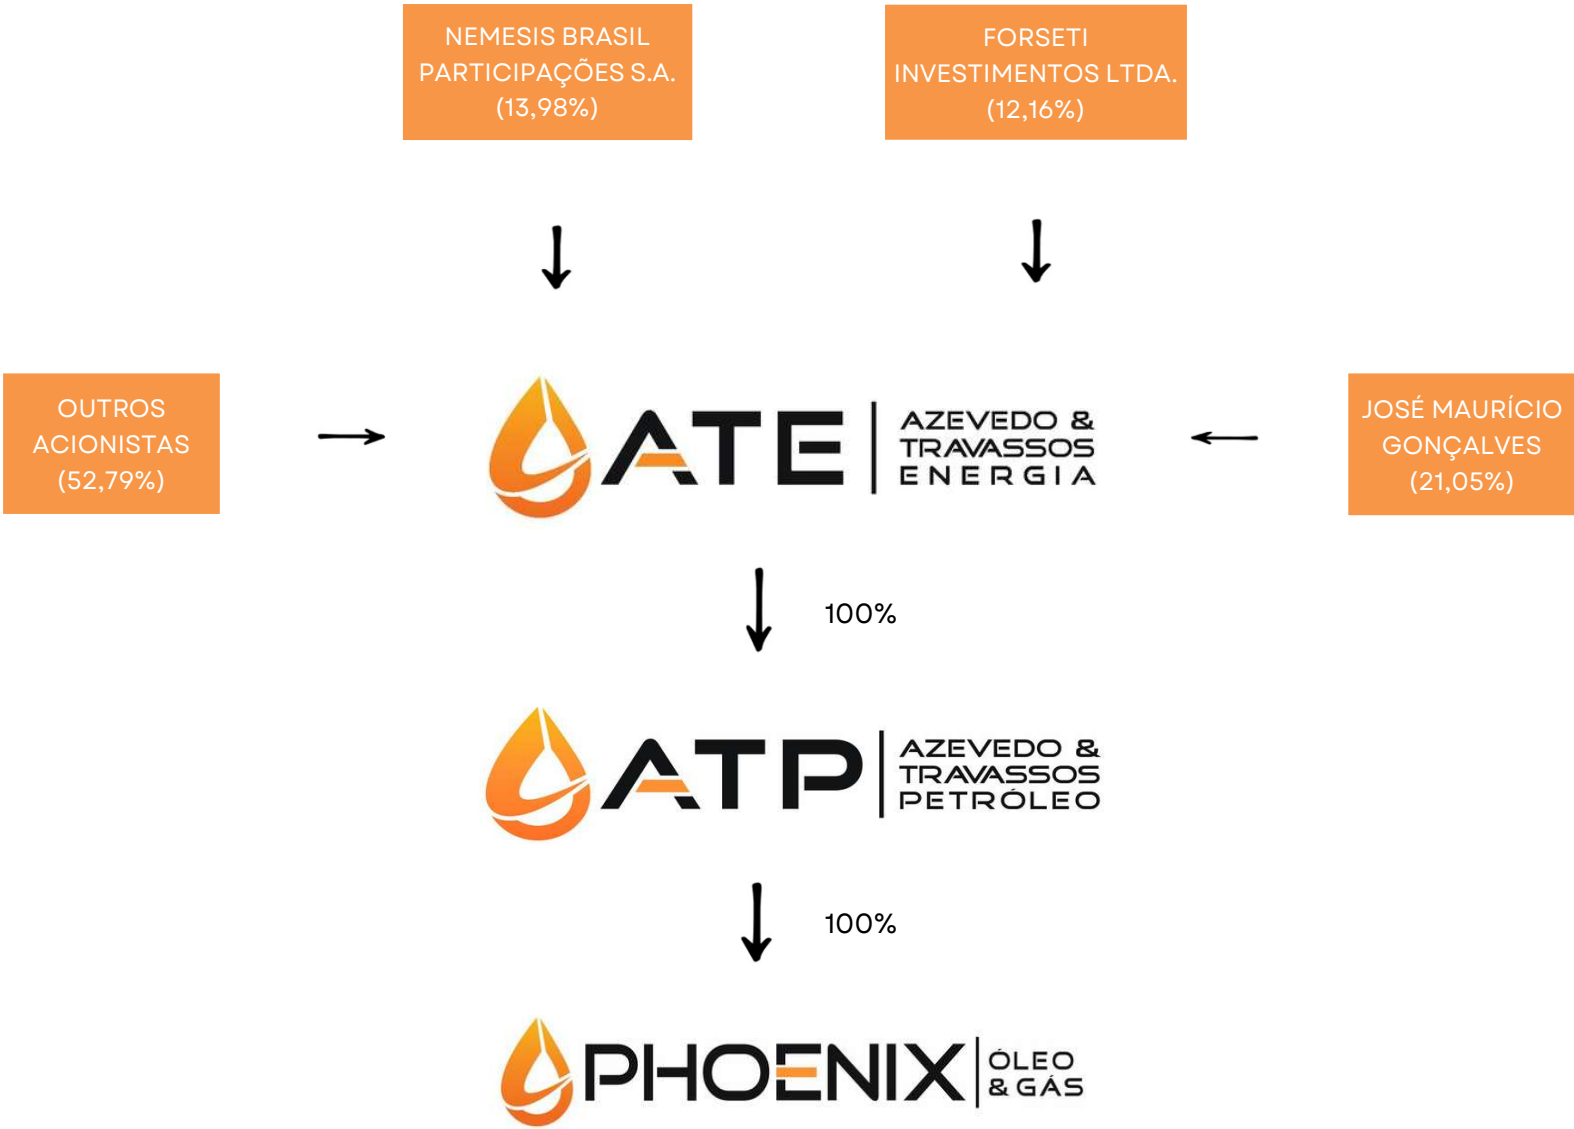 NEMESIS BRASIL
PARTICIPAÇÕES S.A.
(13,98%)
FORSETI
INVESTIMENTOS LTDA.
(12,16%)
OUTROS
ACIONISTAS
(52,79%)
ATE
AZEVEDO &
TRAVASSOS
ENERGIA
JOSÉ MAURÍCIO
GONÇALVES
(21,05%)
100%
ATP
AZEVEDO &
TRAVASSOS
PETRÓLEO
100%
PHOENIX
ÓLEO
& GÁS